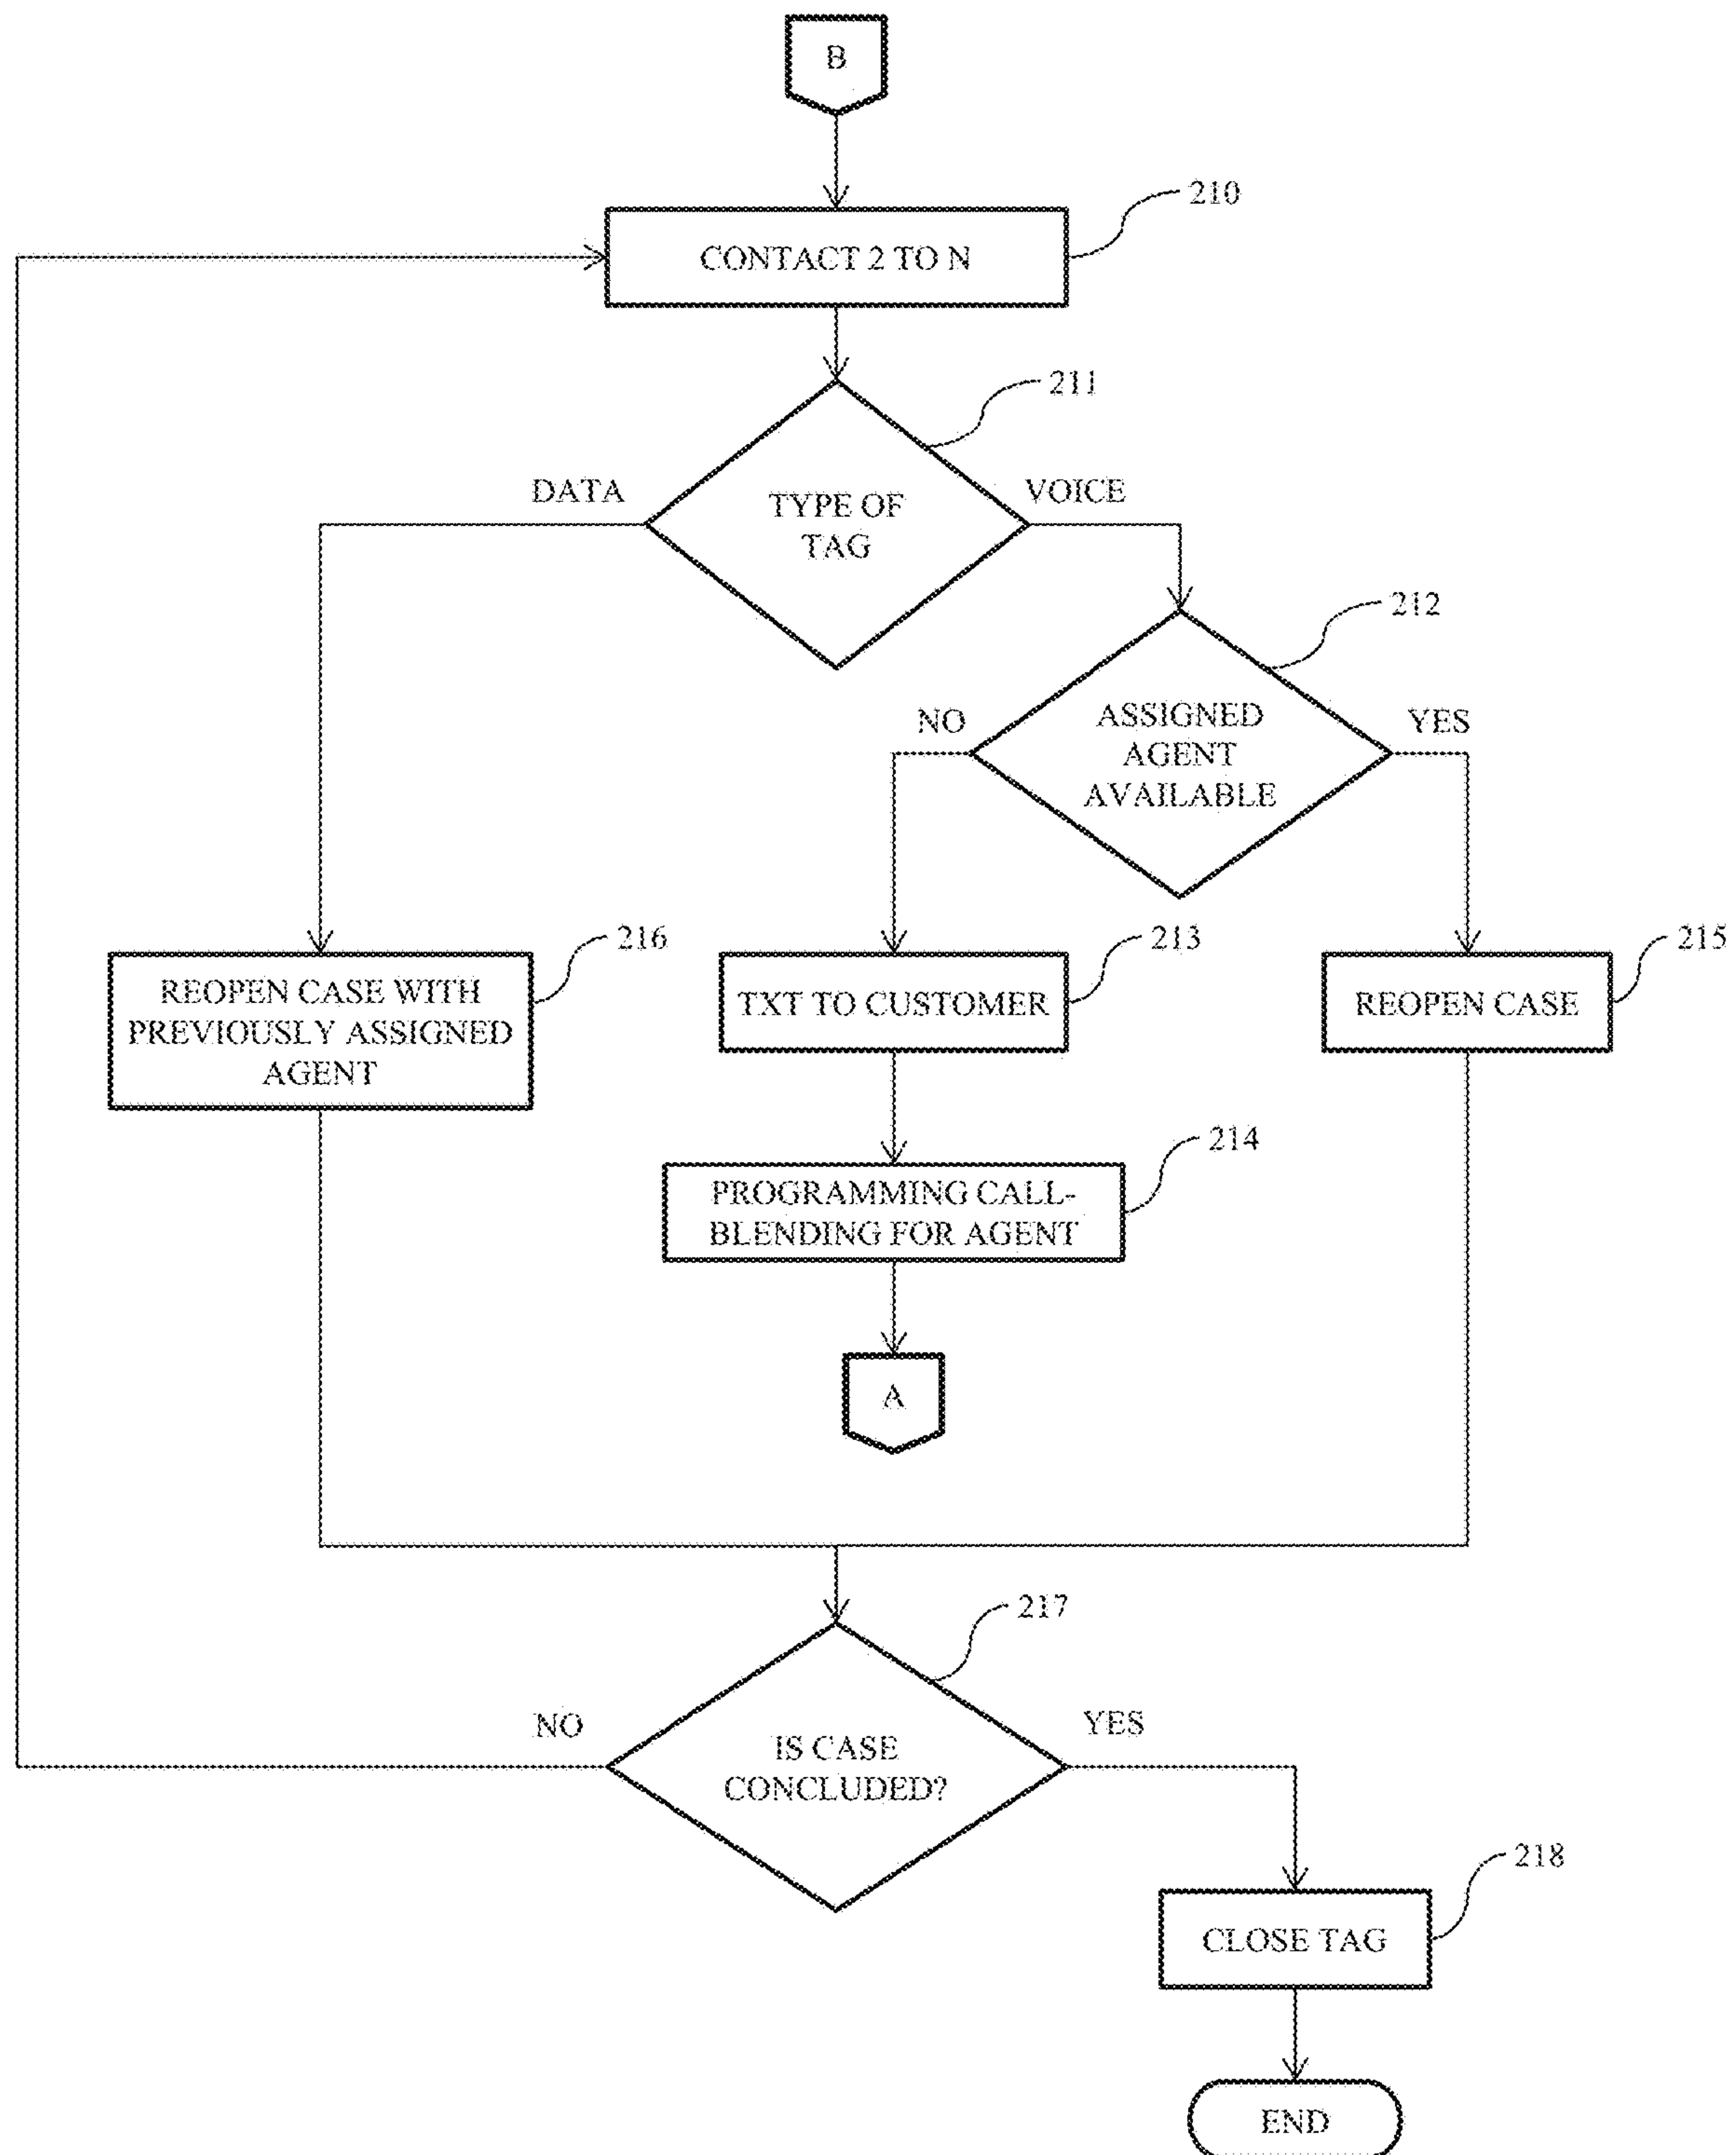 B
210
CONTACT 2 TO N
211
DATA
VOICE
TYPE OF
TAG
212
NO
YES
ASSIGNED
AGENT
AVAILABLE
216
213
215
REOPEN CASE WITH
PREVIOUSLY ASSIGNED
AGENT
TXT TO CUSTOMER
REOPEN CASE
214
PROGRAMMING CALL-
BLENDING FOR AGENT
A
217
NO
YES
IS CASE
CONCLUDED?
218
CLOSE TAG
END